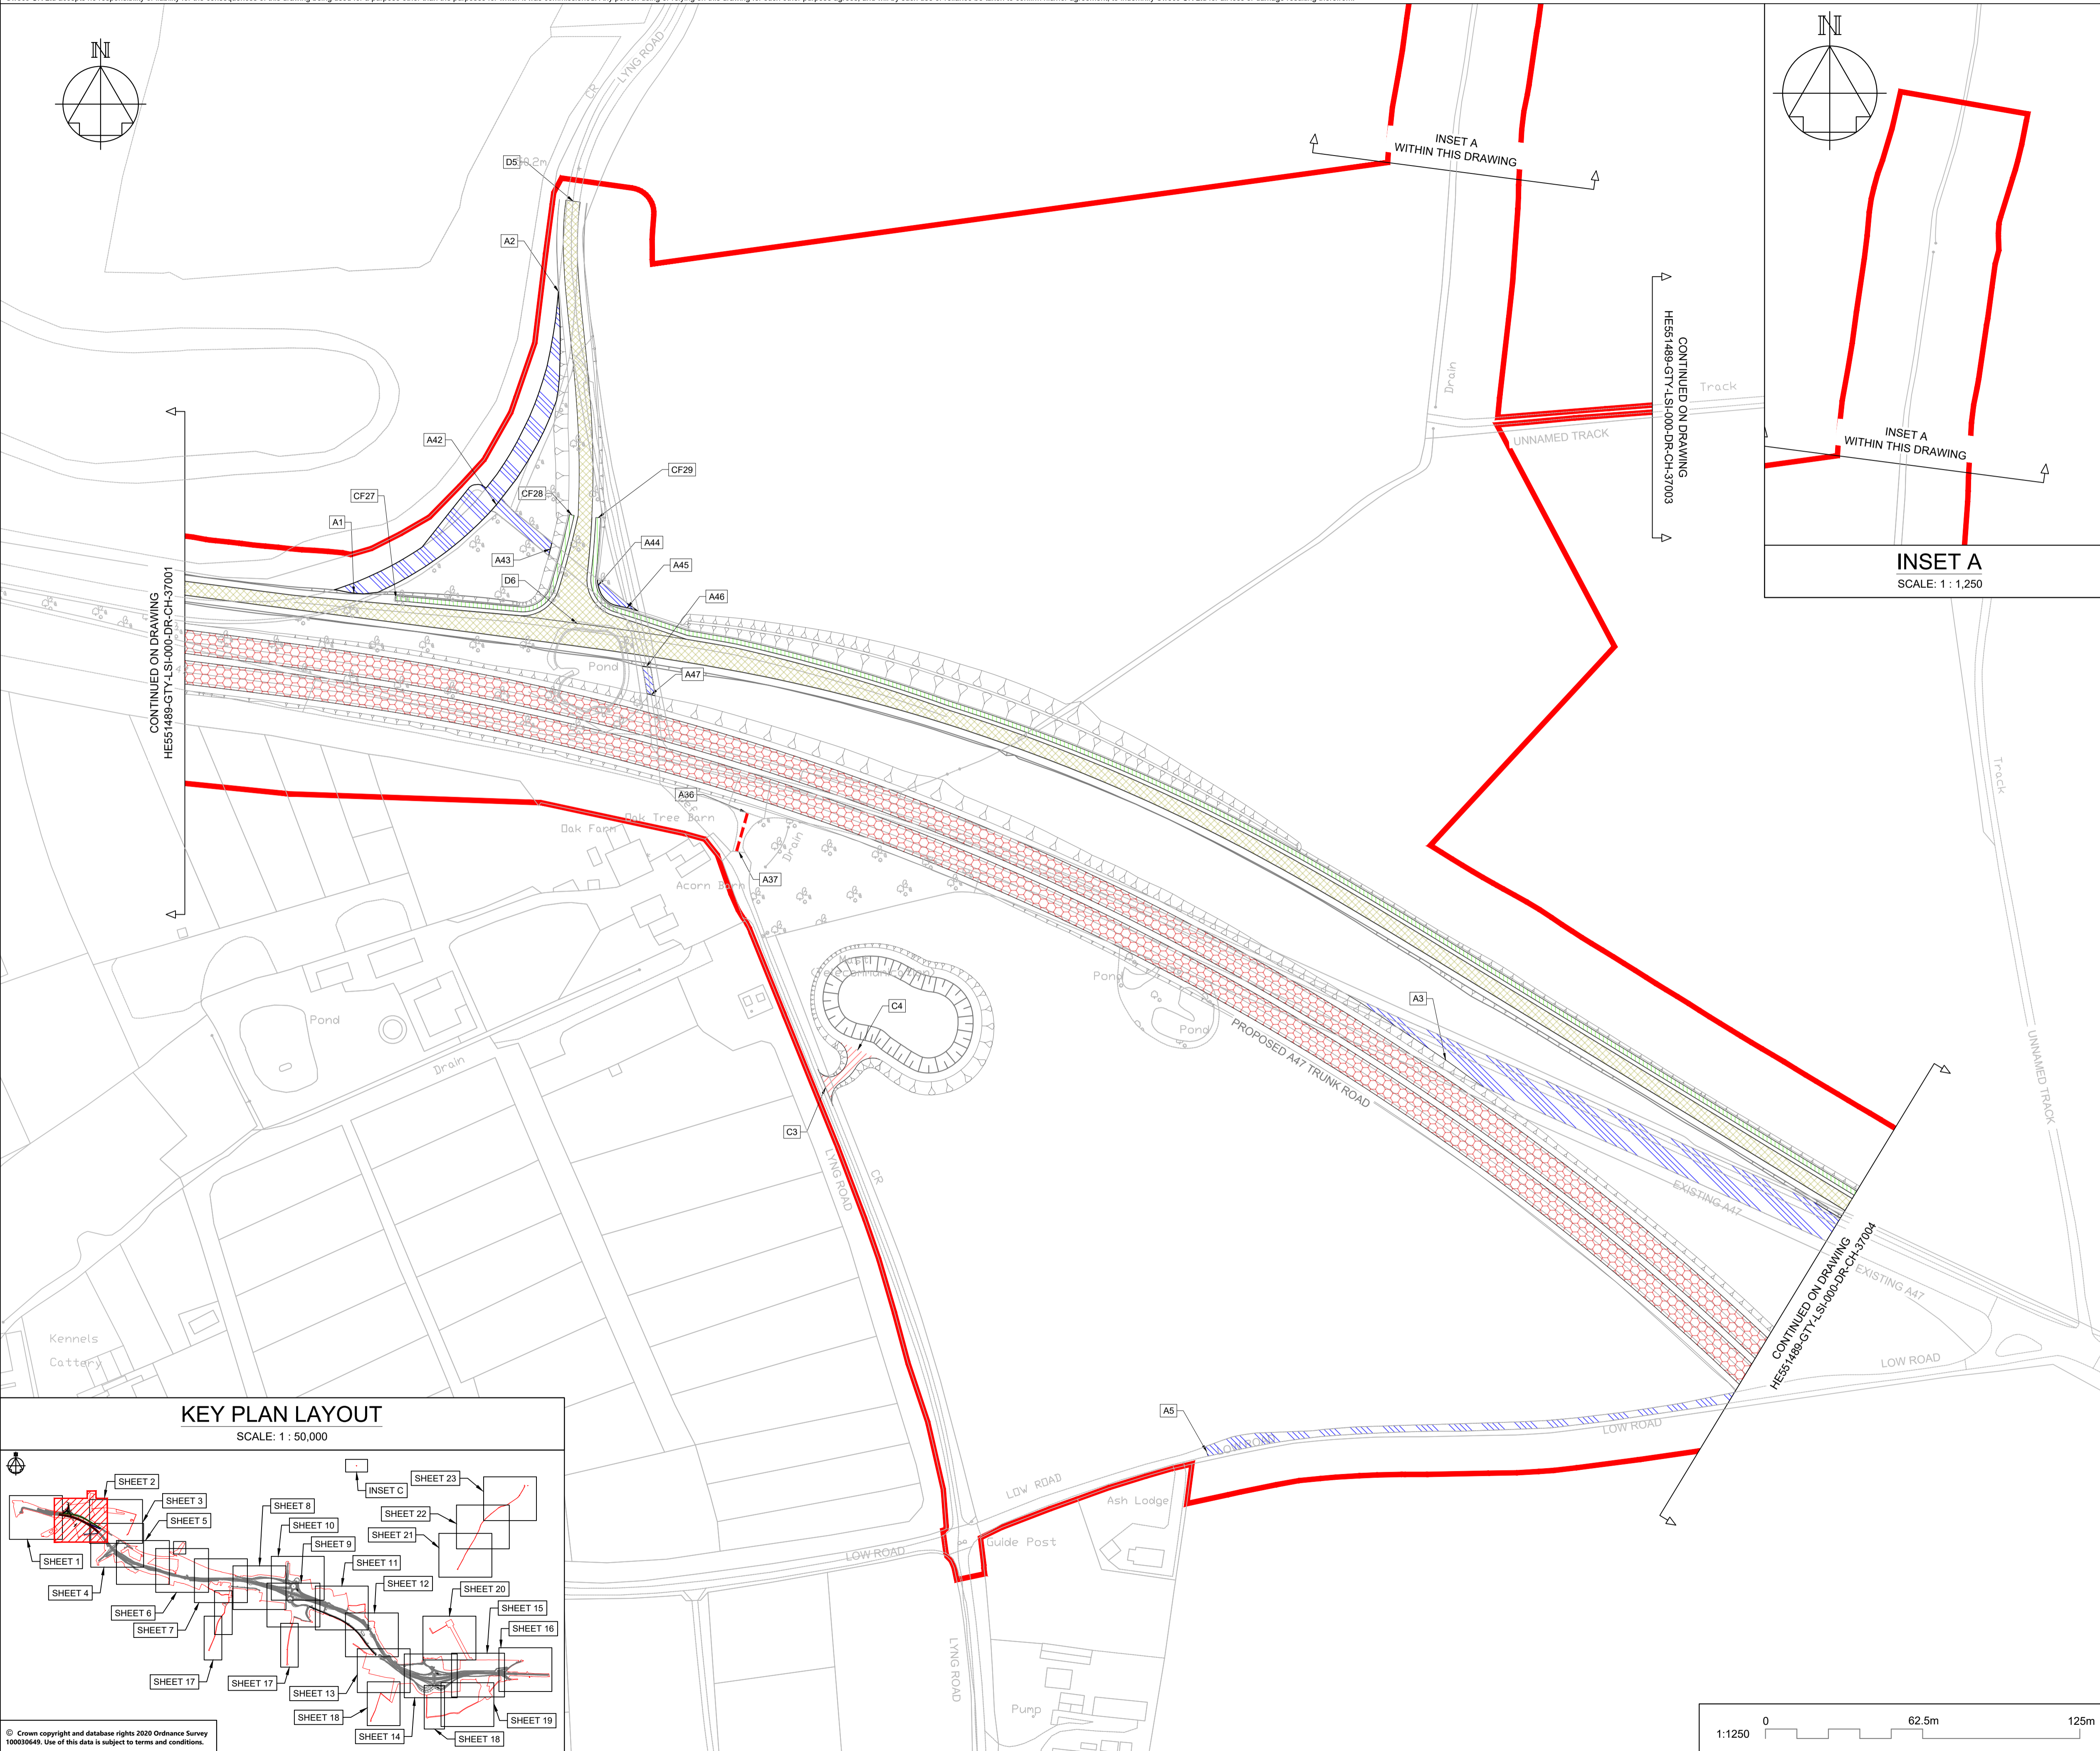 N
N
LYNG ROAD
CR
D5
A2
INSET A
WITHIN THIS DRAWING
CONTINUED ON DRAWING
HE551489-GTY-LSI-000-DR-CH-37003
Track
Drain
UNNAMED TRACK
INSET A
WITHIN THIS DRAWING
INSET A
SCALE: 1 : 1,250
A42
CF29
CF28
CF27
A1
A44
A43
A45
D6
A46
CONTINUED ON DRAWING
HE551489-GTY-LSI-000-DR-CH-37001
Pond
A47
A36
Oak Tree Barn
Oak Farm
Drain
A37
Acorn Barn
Track
C4
Pond
Pond
A3
Pond
PROPOSED A47 TRUNK ROAD
Drain
C3
LYNG ROAD
CR
UNNAMED TRACK
EXISTING A47
CONTINUED ON DRAWING
HE551489-GTY-LSI-000-DR-CH-37004
EXISTING A47
LOW ROAD
Kennels
Cattery
A5
LOW ROAD
LOW ROAD
LOW ROAD
Ash Lodge
Guide Post
LOW ROAD
LYNG ROAD
Pump
KEY PLAN LAYOUT
SCALE: 1 : 50,000
SHEET 2
SHEET 3
SHEET 5
SHEET 1
SHEET 4
SHEET 6
SHEET 7
SHEET 17
SHEET 8
SHEET 10
SHEET 9
SHEET 11
SHEET 12
INSET C
SHEET 23
SHEET 22
SHEET 21
SHEET 20
SHEET 15
SHEET 16
SHEET 17
SHEET 13
SHEET 18
SHEET 14
SHEET 18
SHEET 19
© Crown copyright and database rights 2020 Ordnance Survey
100030649. Use of this data is subject to terms and conditions.
1:1250
0
62.5m
125m